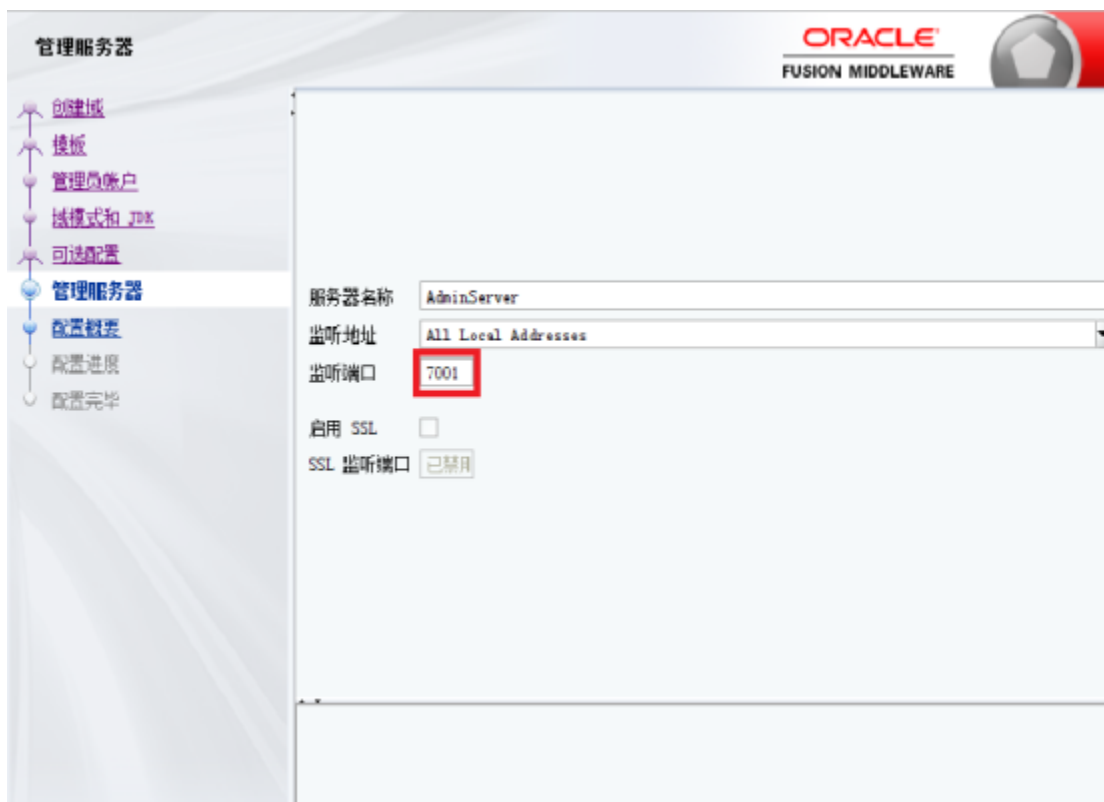 管理服务器
ORACLE
FUSION MIDDLEWARE
创建域
模板
管理员帐户
域模式和 JDK
可选配置
管理服务器
配置概要
配置进度
配置完毕
服务器名称 AdminServer
监听地址 All Local Addresses
监听端口 7001
启用 SSL
SSL 监听端口 已禁用